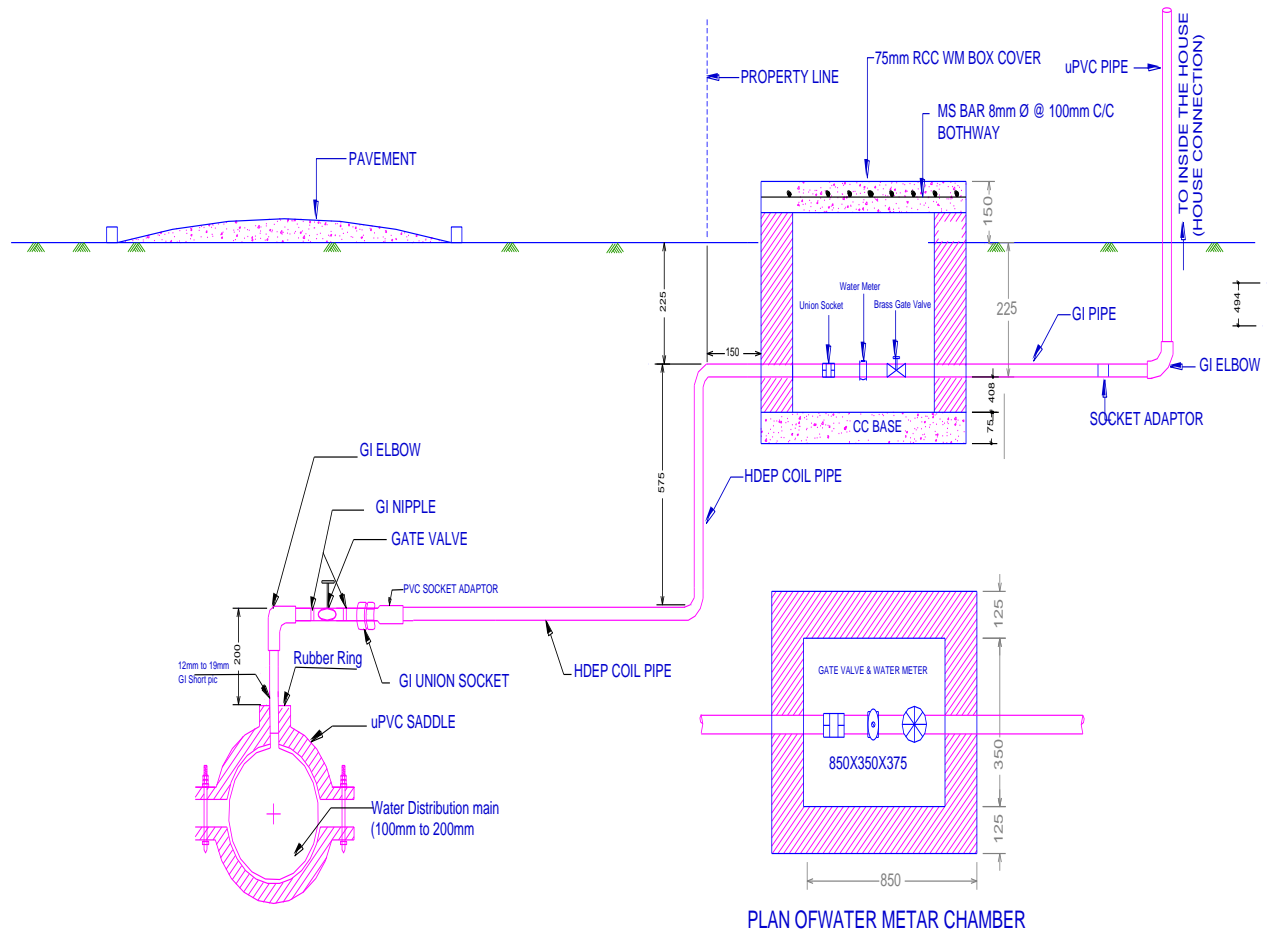 TO INSIDE THE HOUSE
(HOUSE CONNECTION)
75mm RCC WM BOX COVER
uPVC PIPE
PROPERTY LINE
MS BAR 8mm Ø @ 100mm C/C
BOTHWAY
PAVEMENT
150
225
Water Meter
Union Socket
Brass Gate Valve
225
494
GI PIPE
150
GI ELBOW
408
SOCKET ADAPTOR
CC BASE
75
GI ELBOW
575
HDEP COIL PIPE
GI NIPPLE
GATE VALVE
PVC SOCKET ADAPTOR
200
12mm to 19mm
GI Short pic
Rubber Ring
GI UNION SOCKET
HDEP COIL PIPE
uPVC SADDLE
Water Distribution main
(100mm to 200mm
125
GATE VALVE & WATER METER
350
850X350X375
125
850
PLAN OFWATER METAR CHAMBER